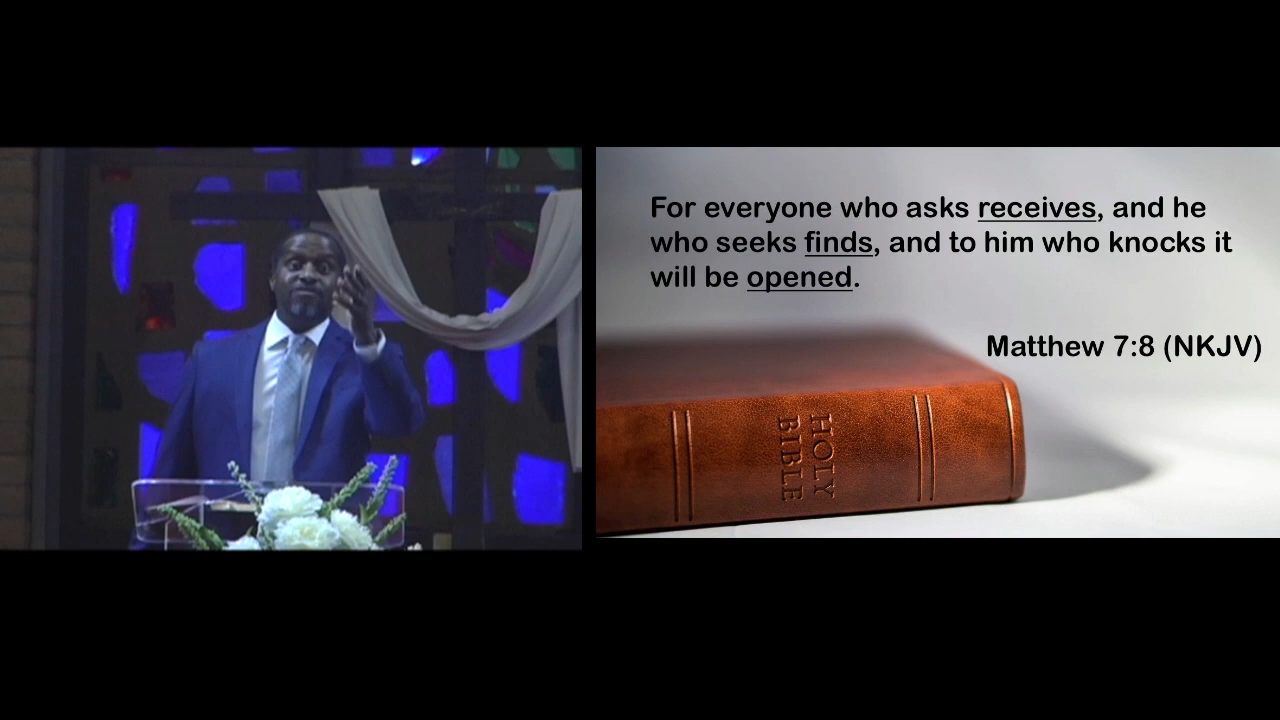 For everyone who asks receives, and he
who seeks finds, and to him who knocks it
will be opened.
Matthew 7:8 (NKJV)
HOLY
BIBLE